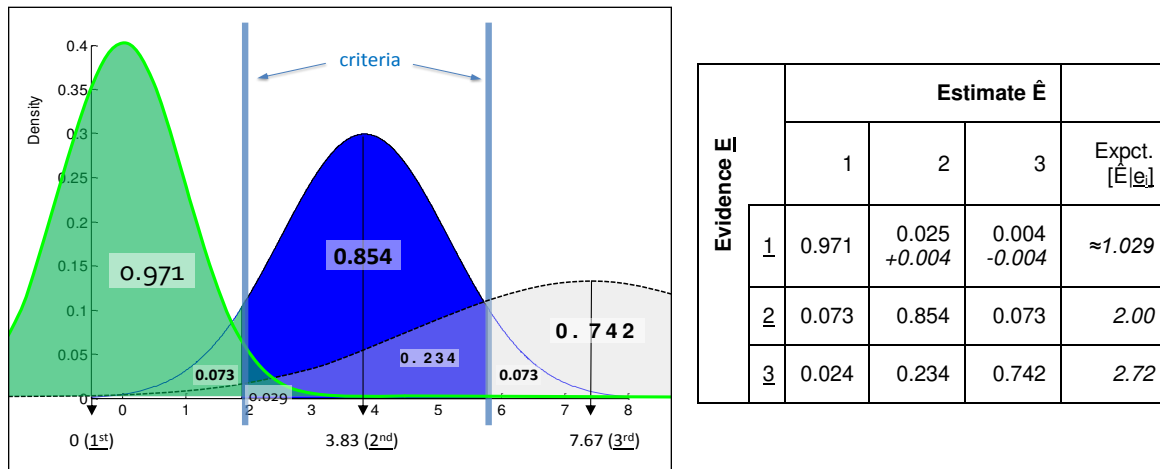 criteria
0.4
0.35
0.3
0.25
0.2
0.15
0.1
0.05
0
Density
0.971
0.854
0.742
0.234
0.073
0.073
0.029
0 1 2 3 4 5 6 7 8
0 (1st) 3.83 (2nd) 7.67 (3rd)
Evidence E
Estimate Ê
1 2 3 Expct.
[Ê|ei]
1 0.971 0.025 0.004 ≈1.029
+0.004 -0.004
2 0.073 0.854 0.073 2.00
3 0.024 0.234 0.742 2.72